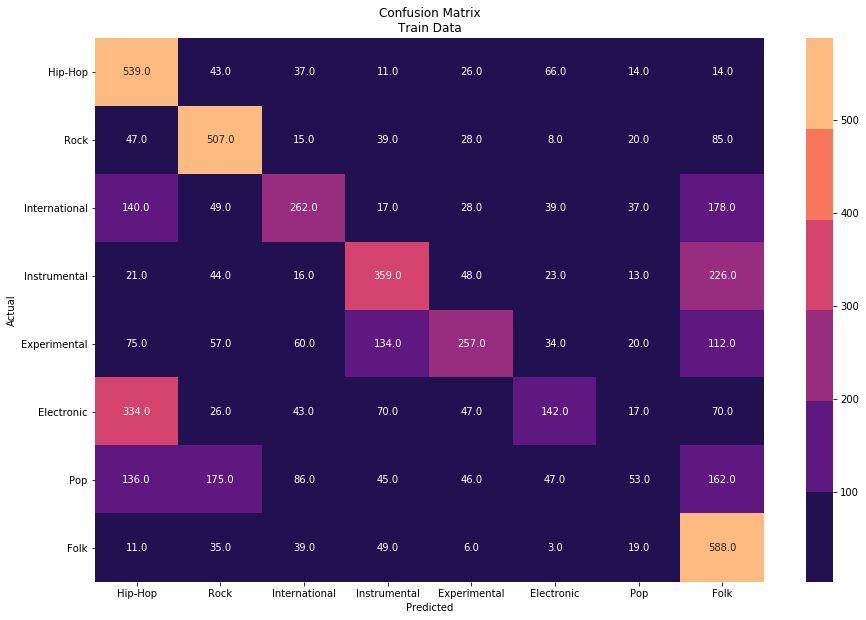 Confusion Matrix
Train Data
Hip-Hop 539.0 43.0 37.0 11.0 26.0 66.0 14.0 14.0
Rock 47.0 507.0 15.0 39.0 28.0 8.0 20.0 85.0
International 140.0 49.0 262.0 17.0 28.0 39.0 37.0 178.0
Instrumental 21.0 44.0 16.0 359.0 48.0 23.0 13.0 226.0
Experimental 75.0 57.0 60.0 134.0 257.0 34.0 20.0 112.0
Electronic 334.0 26.0 43.0 70.0 47.0 142.0 17.0 70.0
Pop 136.0 175.0 86.0 45.0 46.0 47.0 53.0 162.0
Folk 11.0 35.0 39.0 49.0 6.0 3.0 19.0 588.0
Hip-Hop Rock International Instrumental Experimental Electronic Pop Folk
Predicted
Actual
500
400
300
200
100